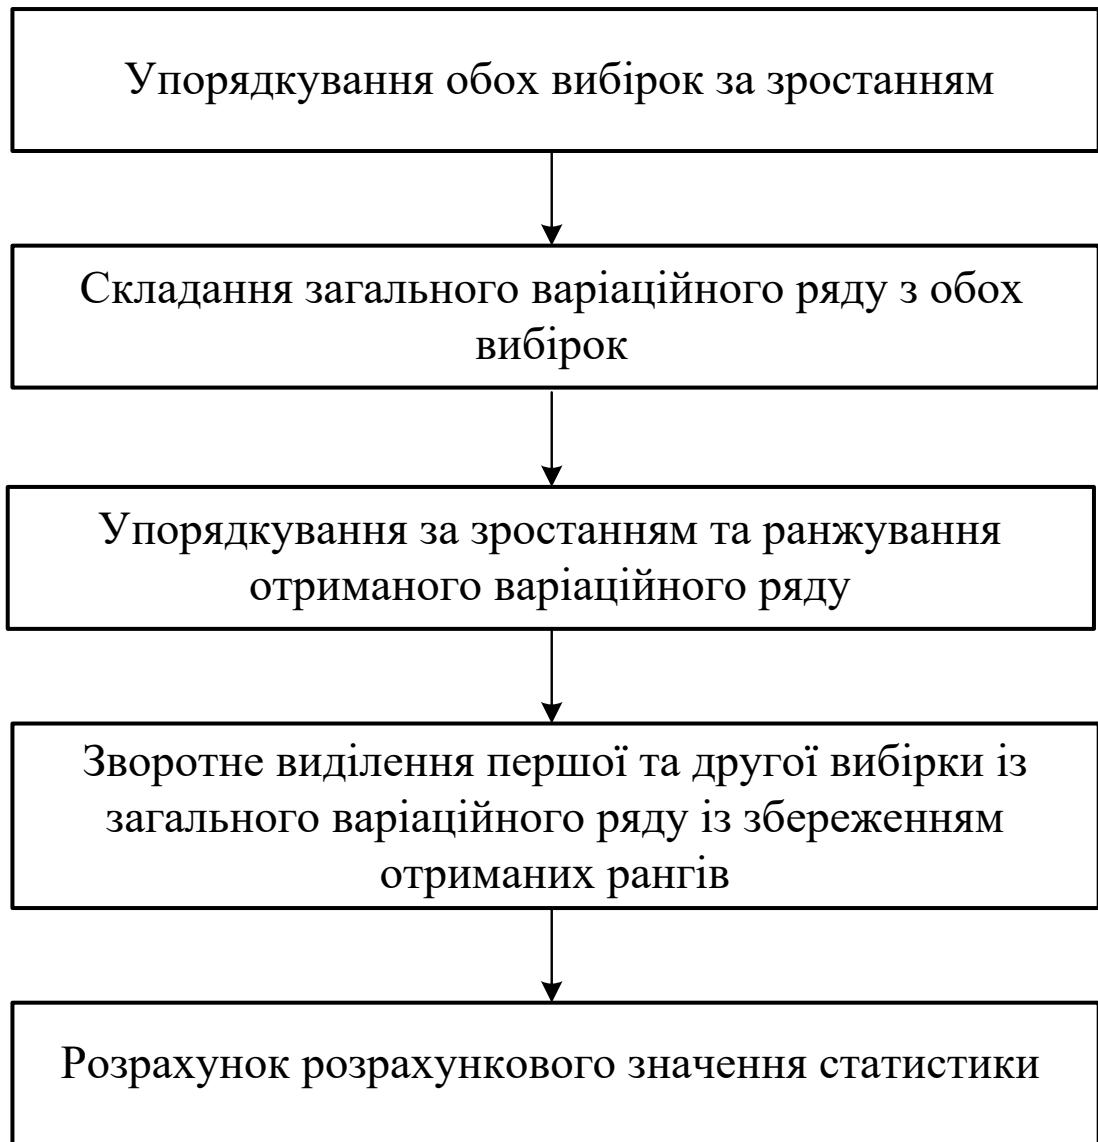 Упорядкування обох вибірок за зростанням
Складання загального варіаційного ряду з обох
вибірок
Упорядкування за зростанням та ранжування
отриманого варіаційного ряду
Зворотне виділення першої та другої вибірки із
загального варіаційного ряду із збереженням
отриманих рангів
Розрахунок розрахункового значення статистики